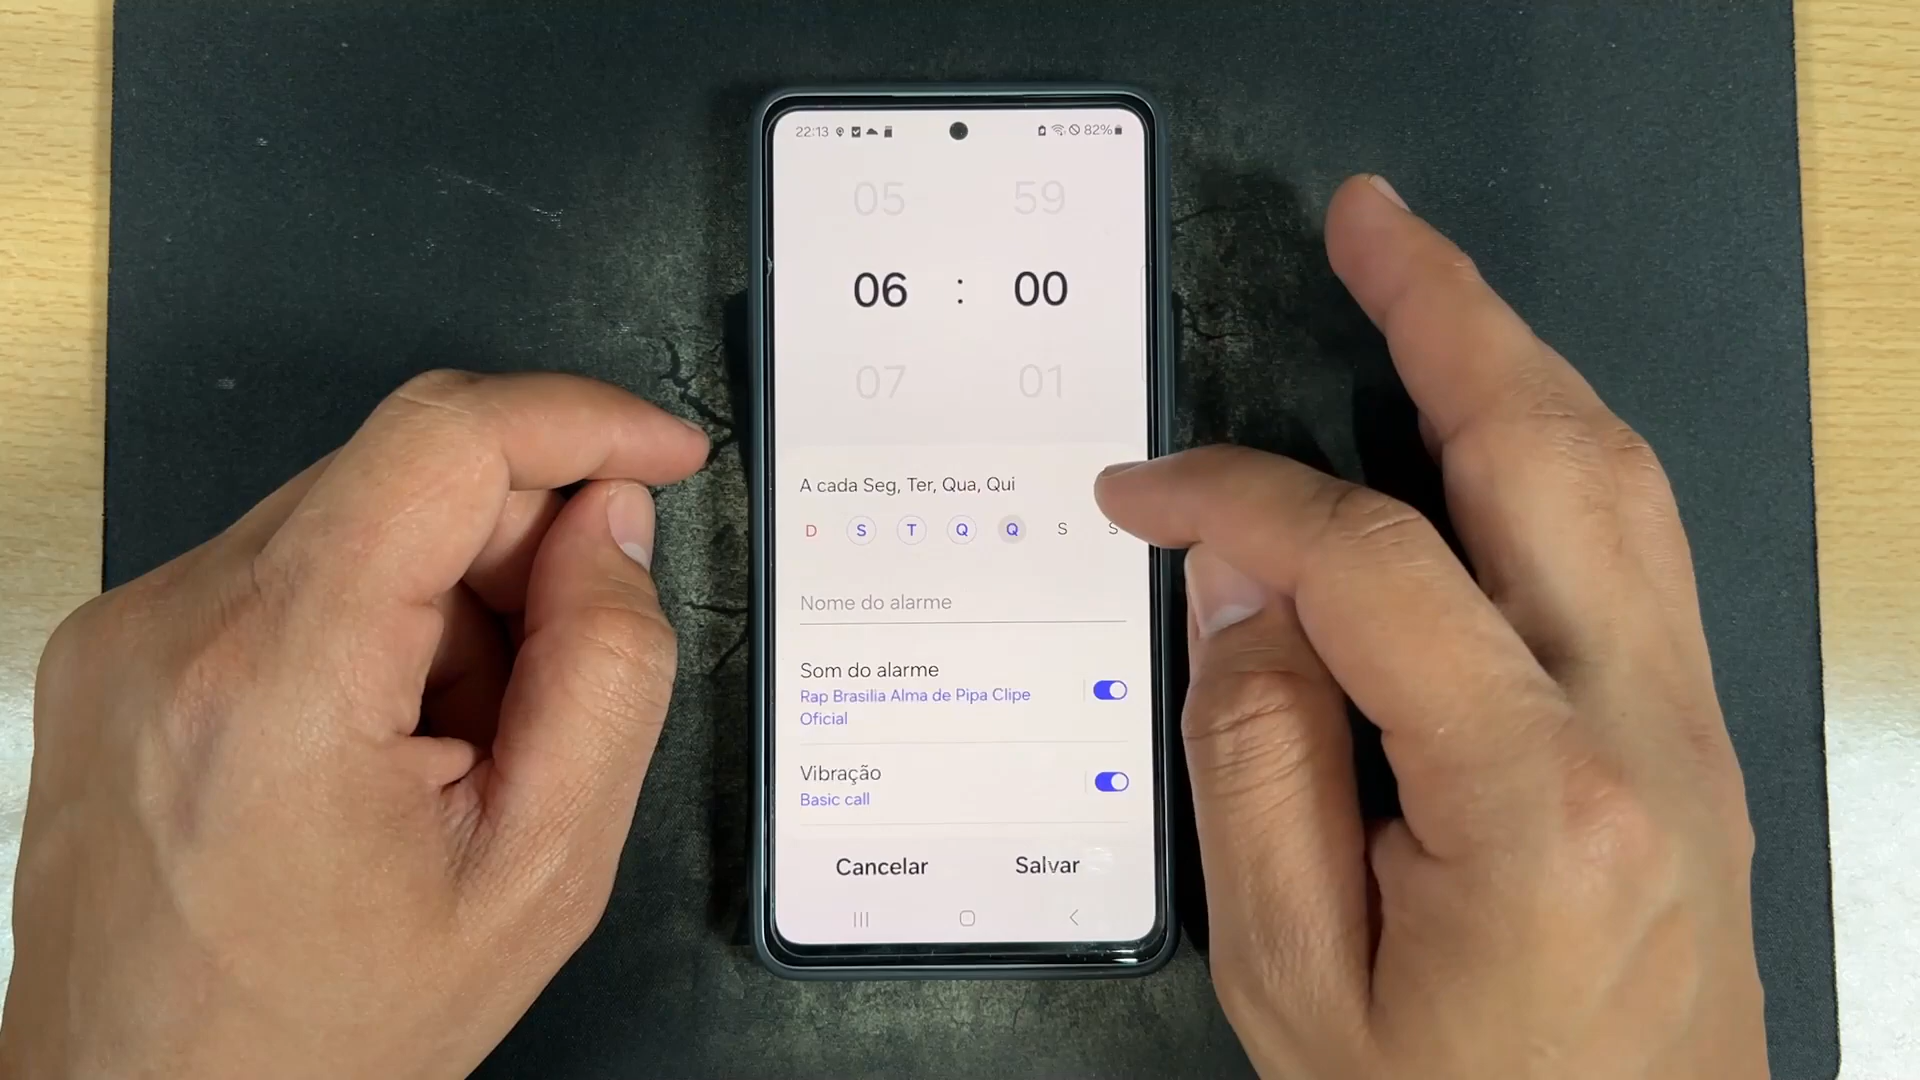 22:13 82%
05 59
06 : 00
07 01
A cada Seg, Ter, Qua, Qui
D S T Q Q S S
Nome do alarme
Som do alarme
Rap Brasilia Alma de Pipa Clipe
Oficial
Vibração
Basic call
Cancelar Salvar